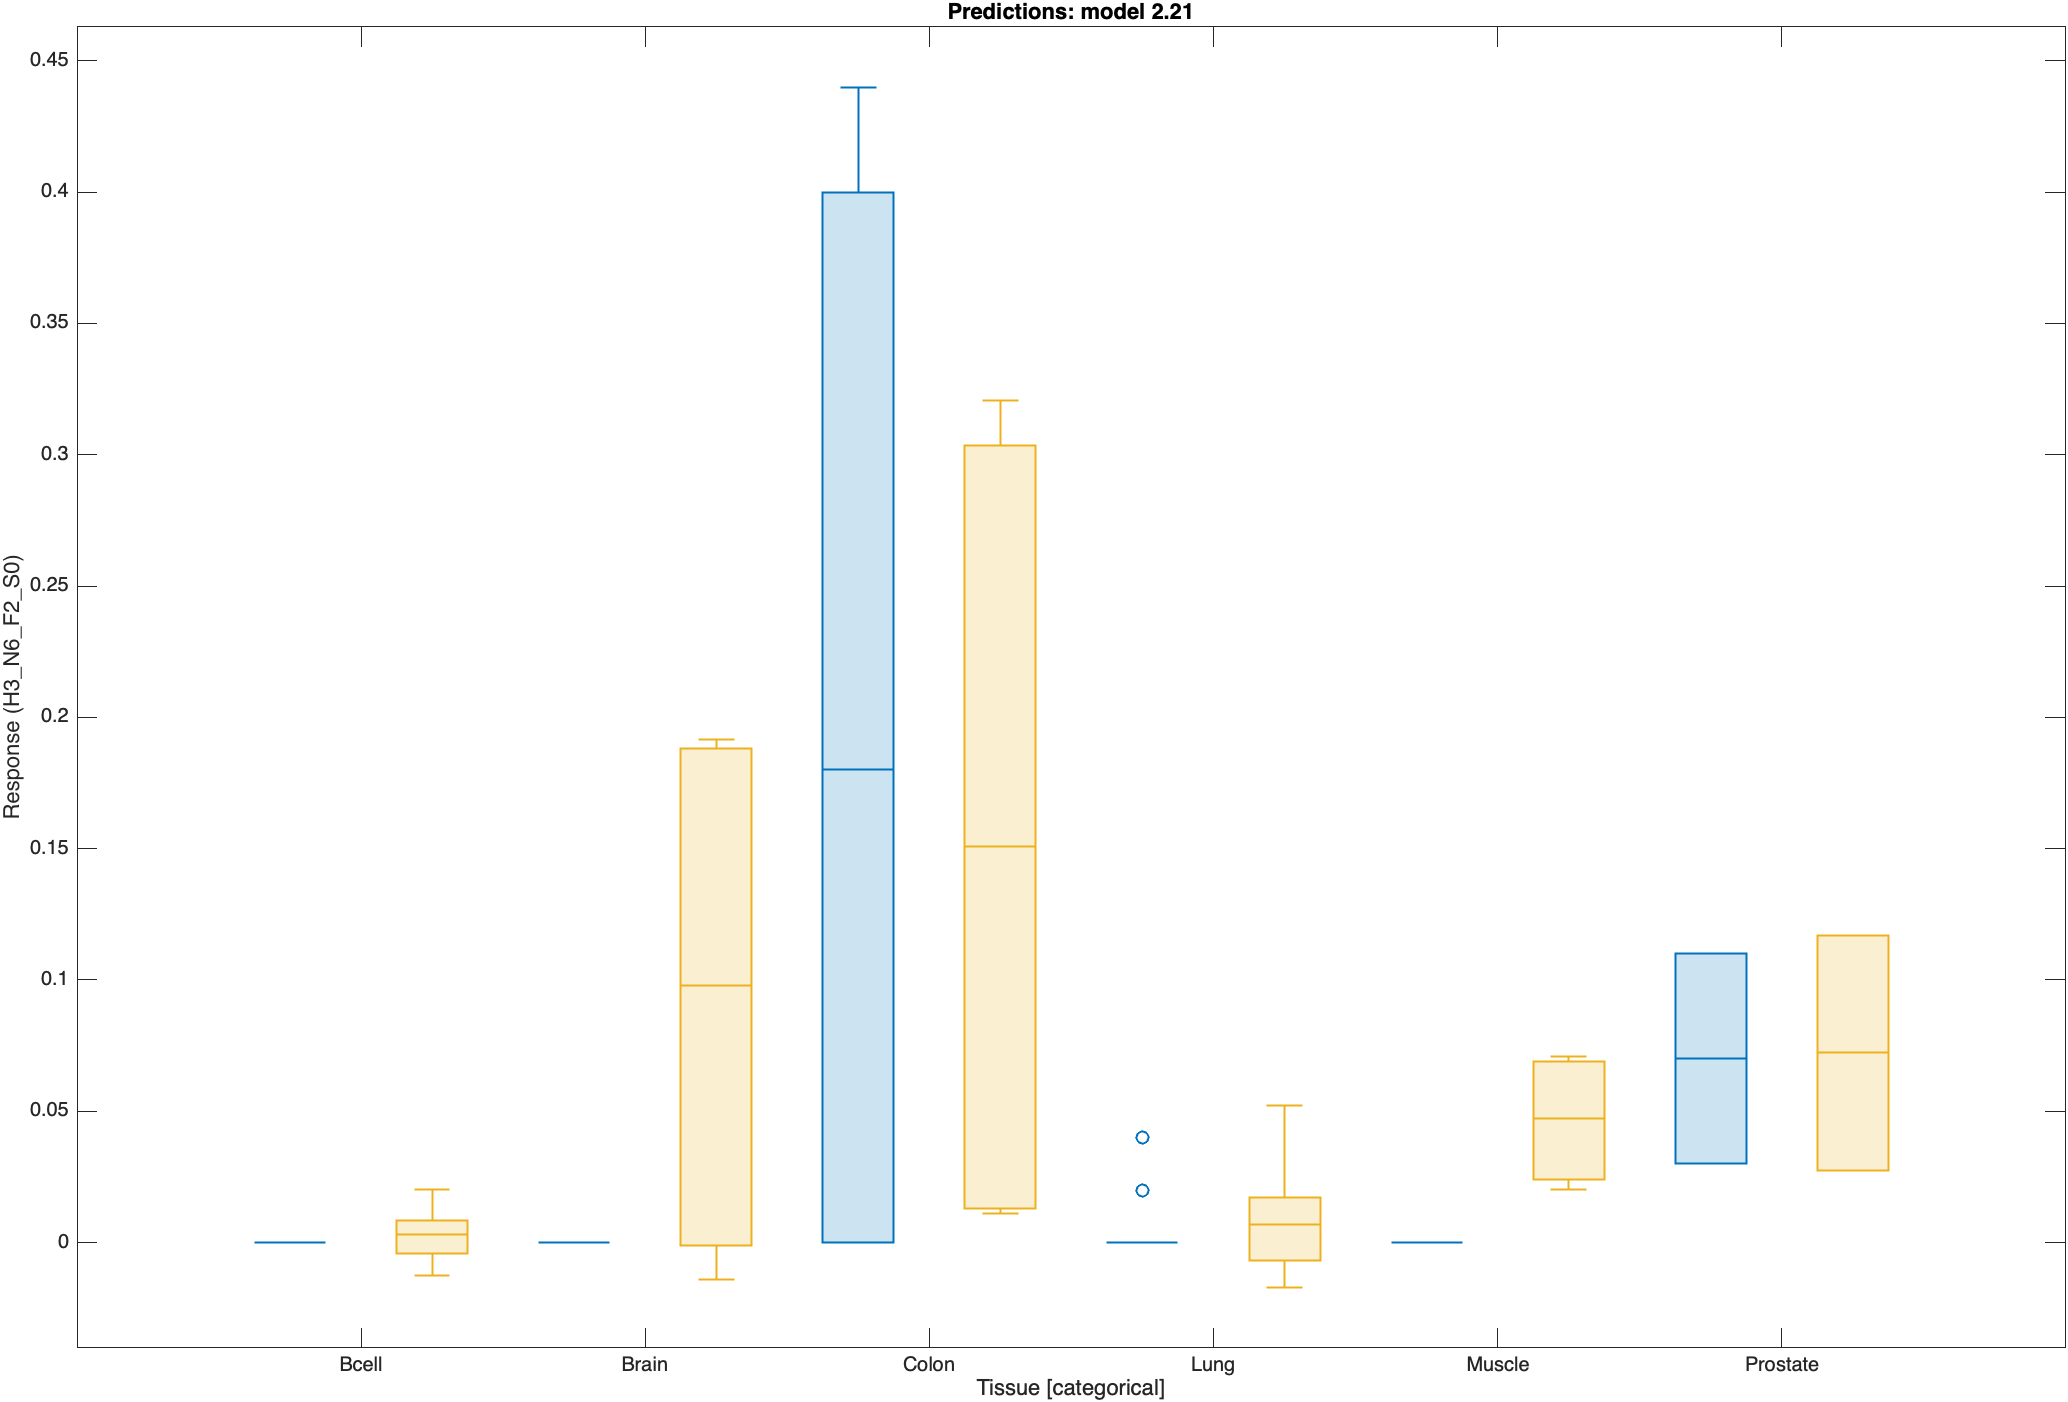 Predictions: model 2.21
Response (H3_N6_F2_S0)
0.45
0.4
0.35
0.3
0.25
0.2
0.15
0.1
0.05
0
Bcell Brain Colon Lung Muscle Prostate
Tissue [categorical]